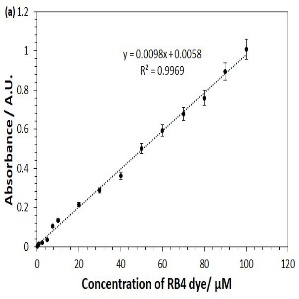 (a)
1.2
1
0.8
0.6
0.4
0.2
0
y = 0.0098x + 0.0058
R² = 0.9969
Absorbance / A.U.
0 20 40 60 80 100 120
Concentration of RB4 dye/ µM